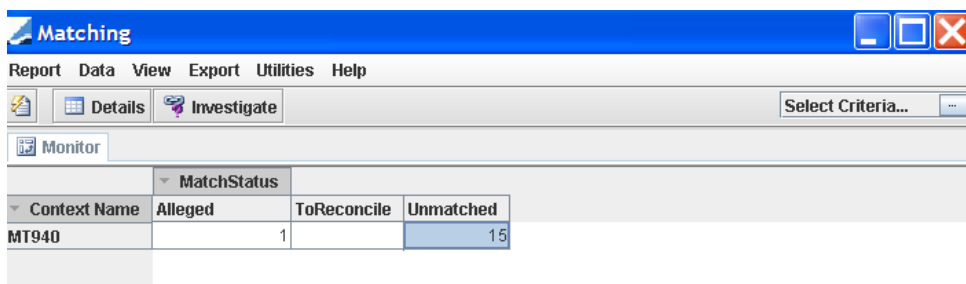 Matching
Report Data View Export Utilities Help
Details Investigate Select Criteria... ...
Monitor
MatchStatus
Context Name Alleged ToReconcile Unmatched
MT940 1 15